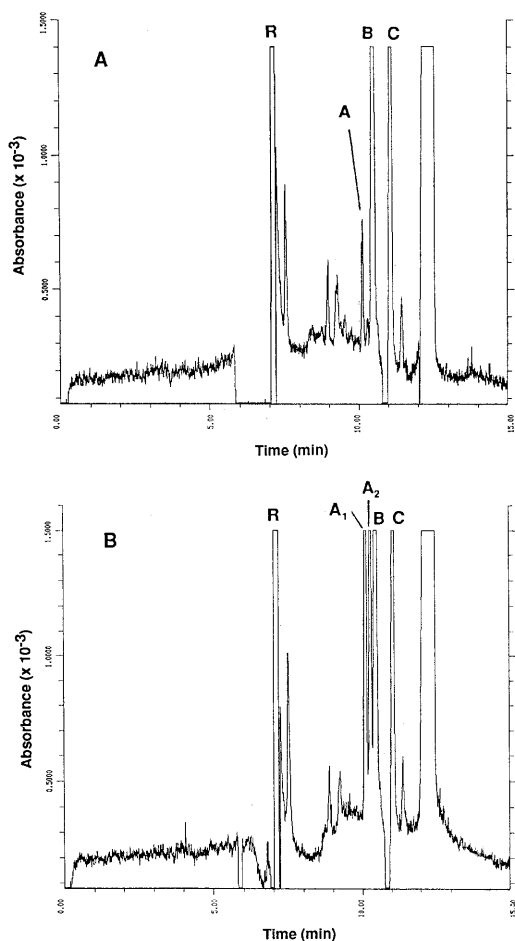 R B C
A
A
1.5000
1.0000
0.5000
Absorbance (x 10⁻³)
0.00 5.00 10.00 15.00
Time (min)
A₂
R A₁ B C
B
1.5000
1.0000
0.5000
Absorbance (x 10⁻³)
0.00 5.00 10.00 15.00
Time (min)